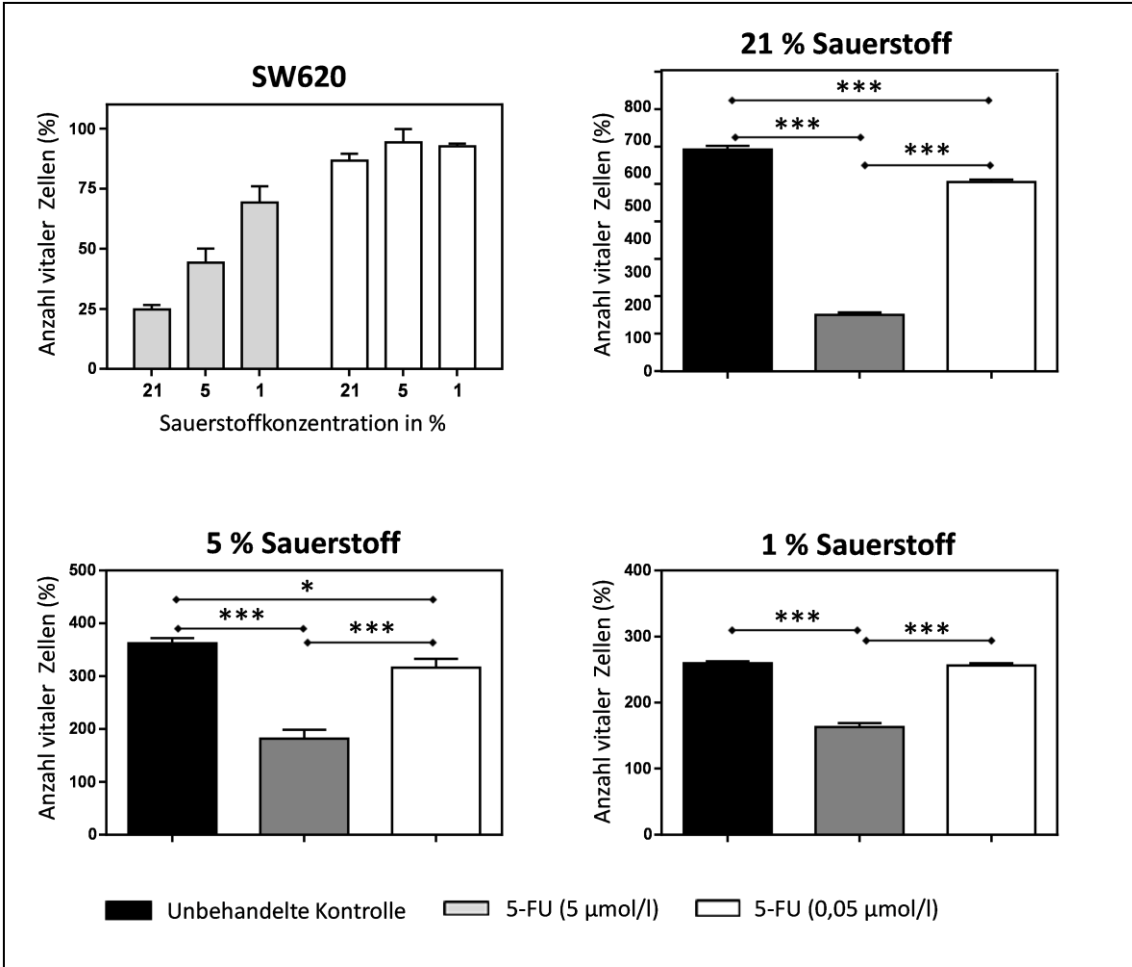 SW620
Anzahl vitaler Zellen (%)
100
75
50
25
0
21 5 1 21 5 1
Sauerstoffkonzentration in %
21 % Sauerstoff
Anzahl vitaler Zellen (%)
800
700
600
500
400
300
200
100
0
***
*** ***
5 % Sauerstoff
Anzahl vitaler Zellen (%)
500
400
300
200
100
0
*
*** ***
1 % Sauerstoff
Anzahl vitaler Zellen (%)
400
300
200
100
0
*** ***
Unbehandelte Kontrolle 5-FU (5 µmol/l) 5-FU (0,05 µmol/l)